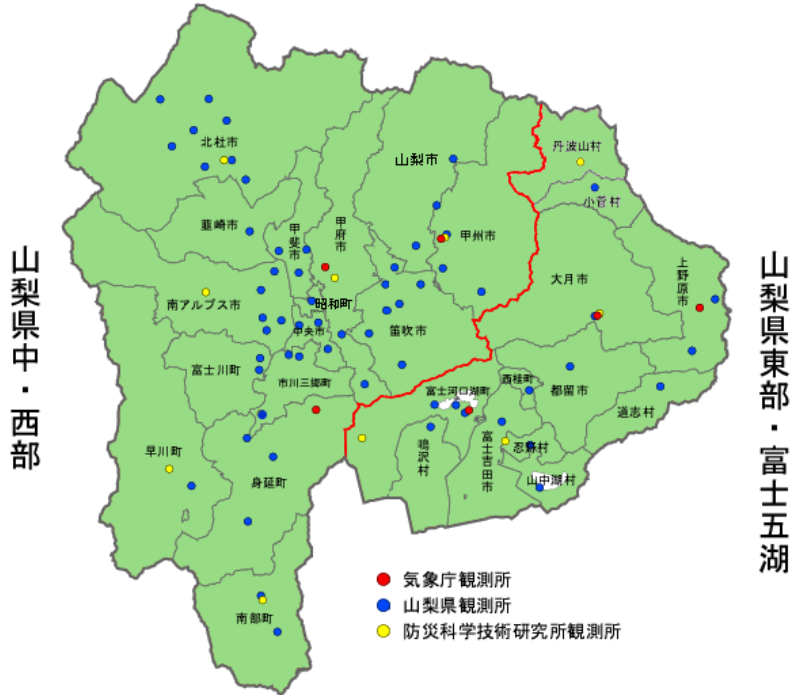 山梨県中・西部
山梨県東部・富士五湖
北杜市
山梨市
丹波山村
小菅村
韮崎市
甲斐市
甲府市
甲州市
上野原市
大月市
南アルプス市
昭和町
中央市
笛吹市
富士川町
市川三郷町
富士河口湖町
西桂町
都留市
道志村
早川町
身延町
鳴沢村
富士吉田市
忍野村
山中湖村
南部町
気象庁観測所
山梨県観測所
防災科学技術研究所観測所